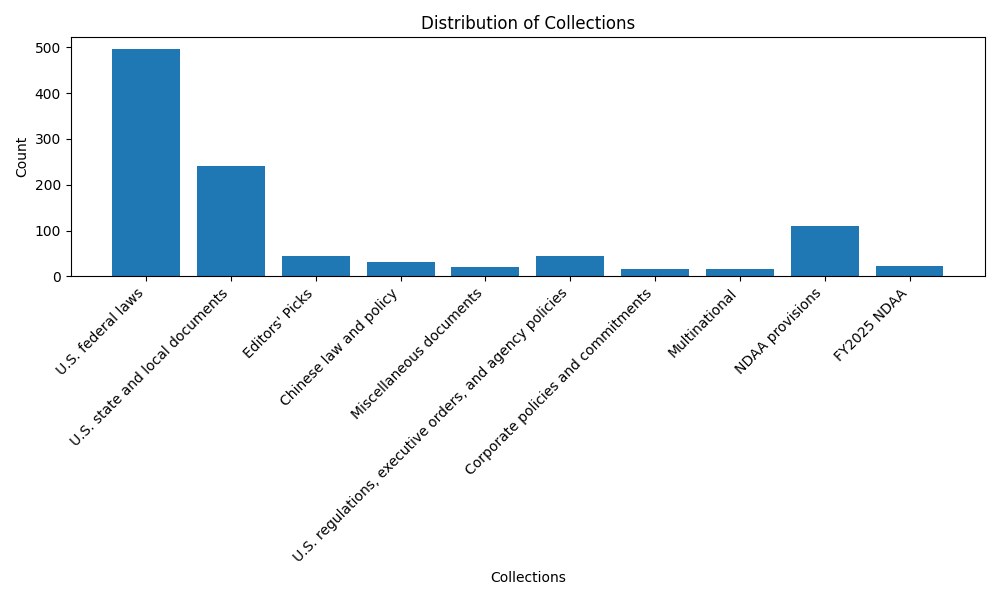 Distribution of Collections
Count
500
400
300
200
100
0
U.S. federal laws
U.S. state and local documents
Editors' Picks
Chinese law and policy
Miscellaneous documents
U.S. regulations, executive orders, and agency policies
Corporate policies and commitments
Multinational
NDAA provisions
FY2025 NDAA
Collections